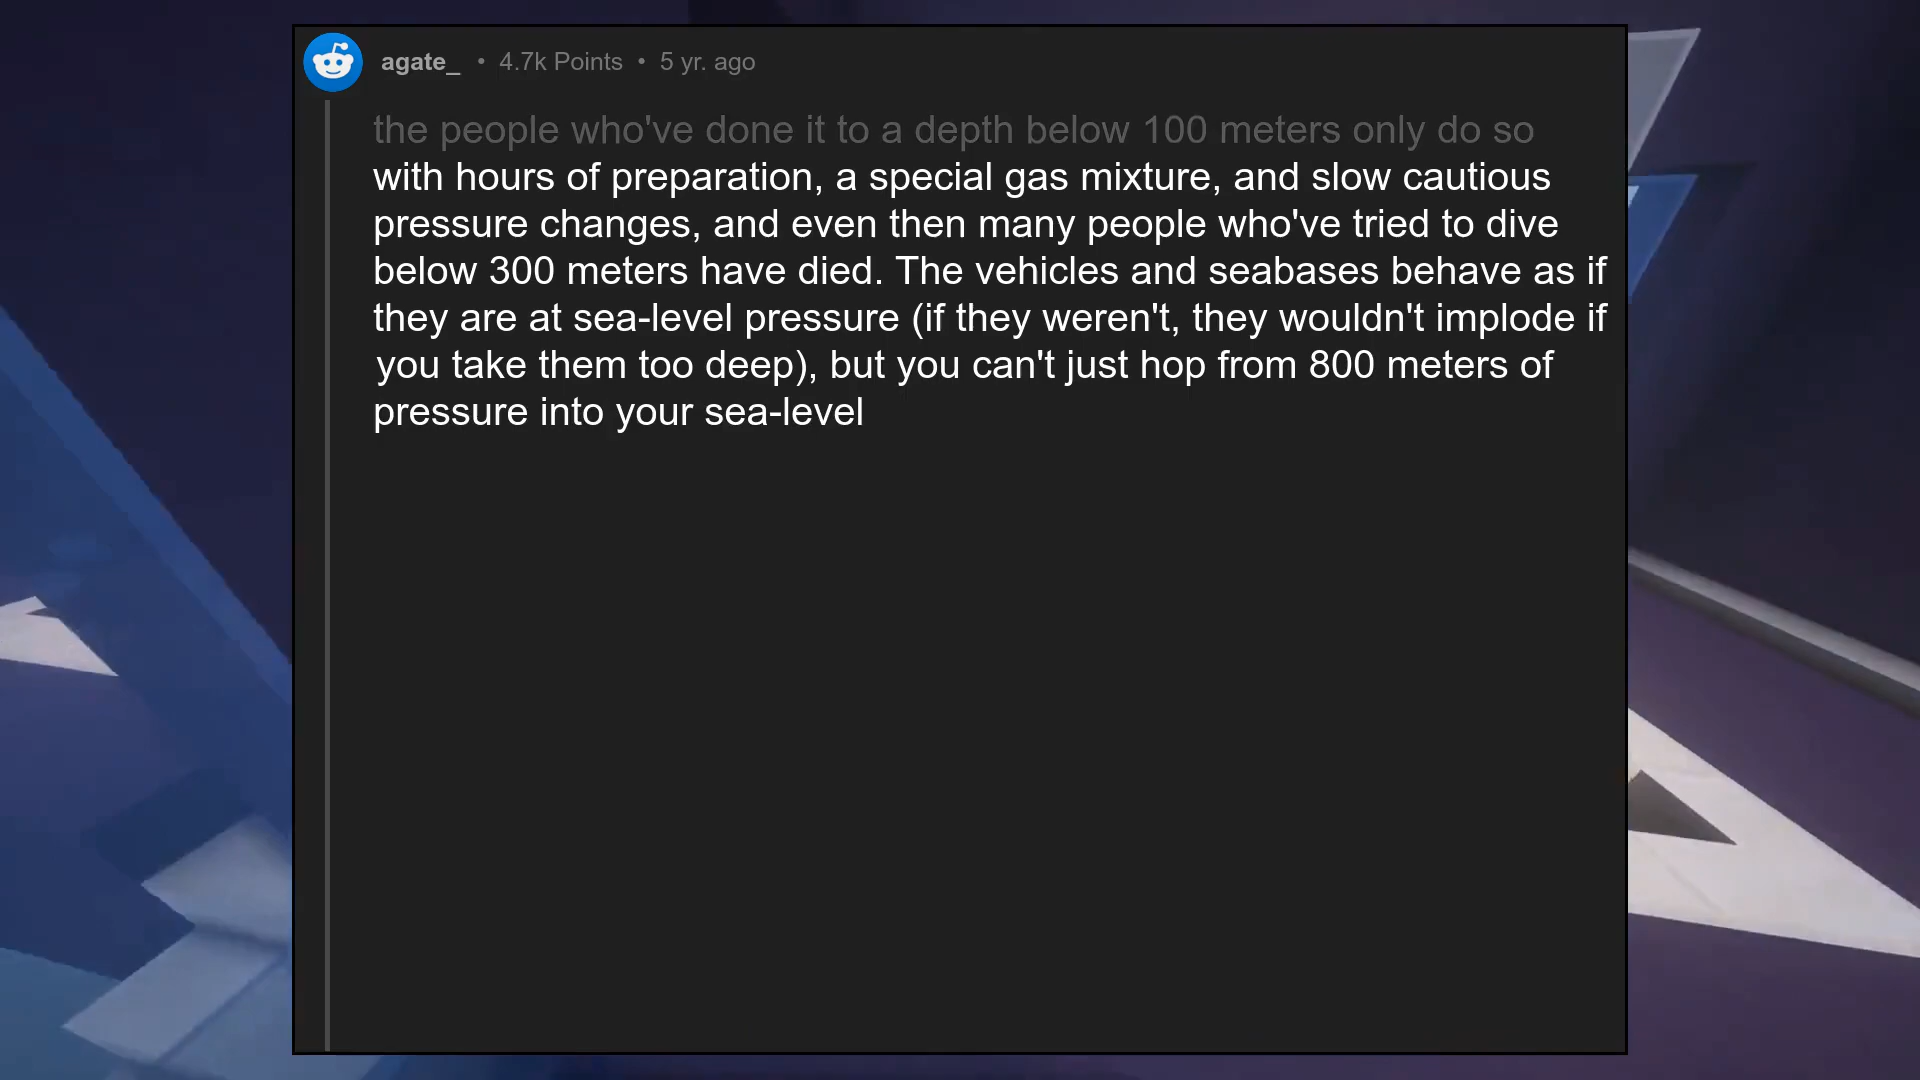 agate_ • 4.7k Points • 5 yr. ago
the people who've done it to a depth below 100 meters only do so
with hours of preparation, a special gas mixture, and slow cautious
pressure changes, and even then many people who've tried to dive
below 300 meters have died. The vehicles and seabases behave as if
they are at sea-level pressure (if they weren't, they wouldn't implode if
you take them too deep), but you can't just hop from 800 meters of
pressure into your sea-level